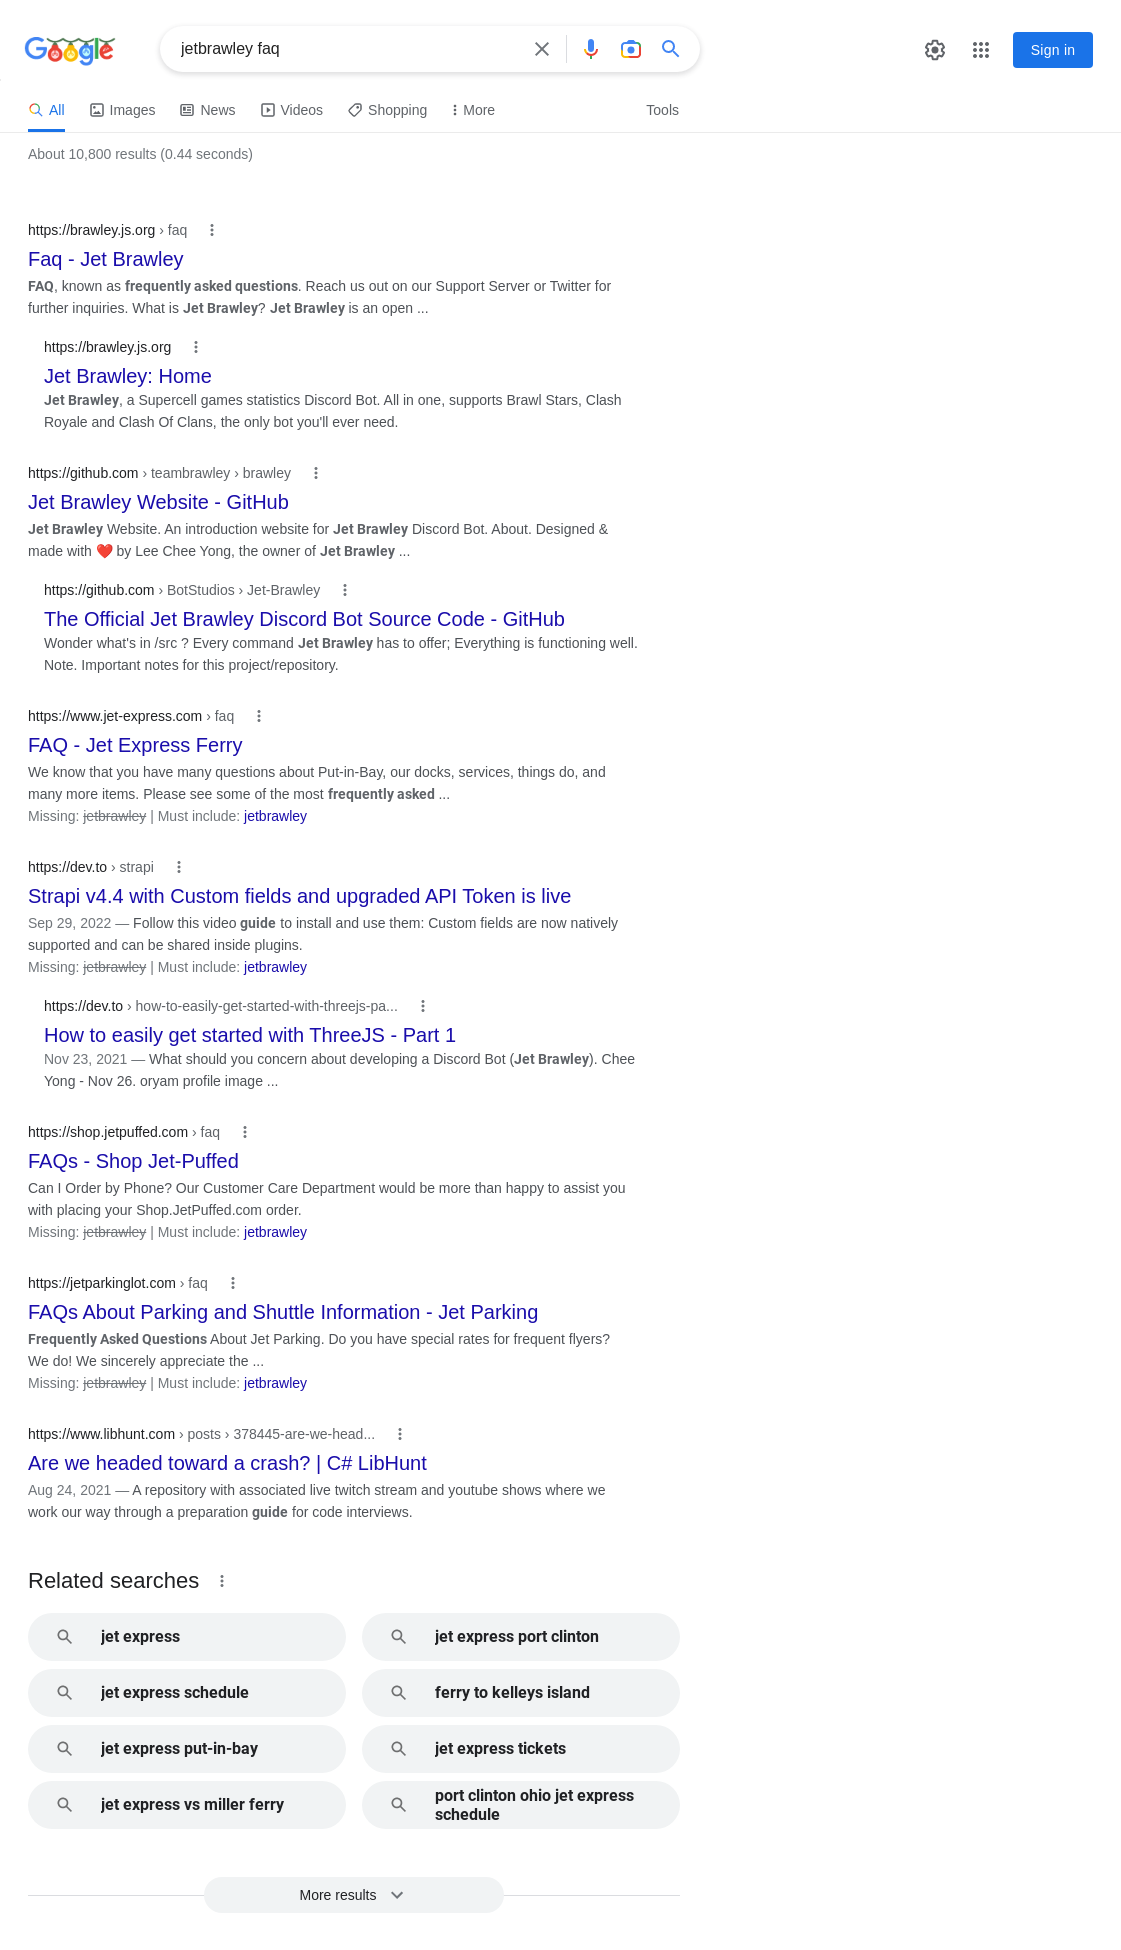 Google
jetbrawley faq
Sign in
All
Images
News
Videos
Shopping
More
Tools
About 10,800 results (0.44 seconds)
https://brawley.js.org › faq
Faq - Jet Brawley
FAQ, known as frequently asked questions. Reach us out on our Support Server or Twitter for
further inquiries. What is Jet Brawley? Jet Brawley is an open ...
https://brawley.js.org
Jet Brawley: Home
Jet Brawley, a Supercell games statistics Discord Bot. All in one, supports Brawl Stars, Clash
Royale and Clash Of Clans, the only bot you'll ever need.
https://github.com › teambrawley › brawley
Jet Brawley Website - GitHub
Jet Brawley Website. An introduction website for Jet Brawley Discord Bot. About. Designed &
made with ❤️ by Lee Chee Yong, the owner of Jet Brawley ...
https://github.com › BotStudios › Jet-Brawley
The Official Jet Brawley Discord Bot Source Code - GitHub
Wonder what's in /src ? Every command Jet Brawley has to offer; Everything is functioning well.
Note. Important notes for this project/repository.
https://www.jet-express.com › faq
FAQ - Jet Express Ferry
We know that you have many questions about Put-in-Bay, our docks, services, things do, and
many more items. Please see some of the most frequently asked ...
Missing: jetbrawley | Must include: jetbrawley
https://dev.to › strapi
Strapi v4.4 with Custom fields and upgraded API Token is live
Sep 29, 2022 — Follow this video guide to install and use them: Custom fields are now natively
supported and can be shared inside plugins.
Missing: jetbrawley | Must include: jetbrawley
https://dev.to › how-to-easily-get-started-with-threejs-pa...
How to easily get started with ThreeJS - Part 1
Nov 23, 2021 — What should you concern about developing a Discord Bot (Jet Brawley). Chee
Yong - Nov 26. oryam profile image ...
https://shop.jetpuffed.com › faq
FAQs - Shop Jet-Puffed
Can I Order by Phone? Our Customer Care Department would be more than happy to assist you
with placing your Shop.JetPuffed.com order.
Missing: jetbrawley | Must include: jetbrawley
https://jetparkinglot.com › faq
FAQs About Parking and Shuttle Information - Jet Parking
Frequently Asked Questions About Jet Parking. Do you have special rates for frequent flyers?
We do! We sincerely appreciate the ...
Missing: jetbrawley | Must include: jetbrawley
https://www.libhunt.com › posts › 378445-are-we-head...
Are we headed toward a crash? | C# LibHunt
Aug 24, 2021 — A repository with associated live twitch stream and youtube shows where we
work our way through a preparation guide for code interviews.
Related searches
jet express
jet express port clinton
jet express schedule
ferry to kelleys island
jet express put-in-bay
jet express tickets
jet express vs miller ferry
port clinton ohio jet express
schedule
More results